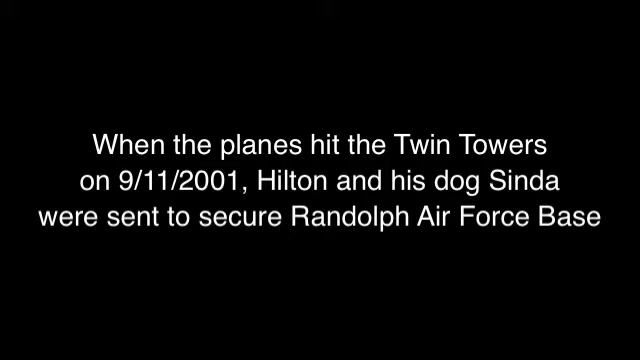 When the planes hit the Twin Towers
on 9/11/2001, Hilton and his dog Sinda
were sent to secure Randolph Air Force Base